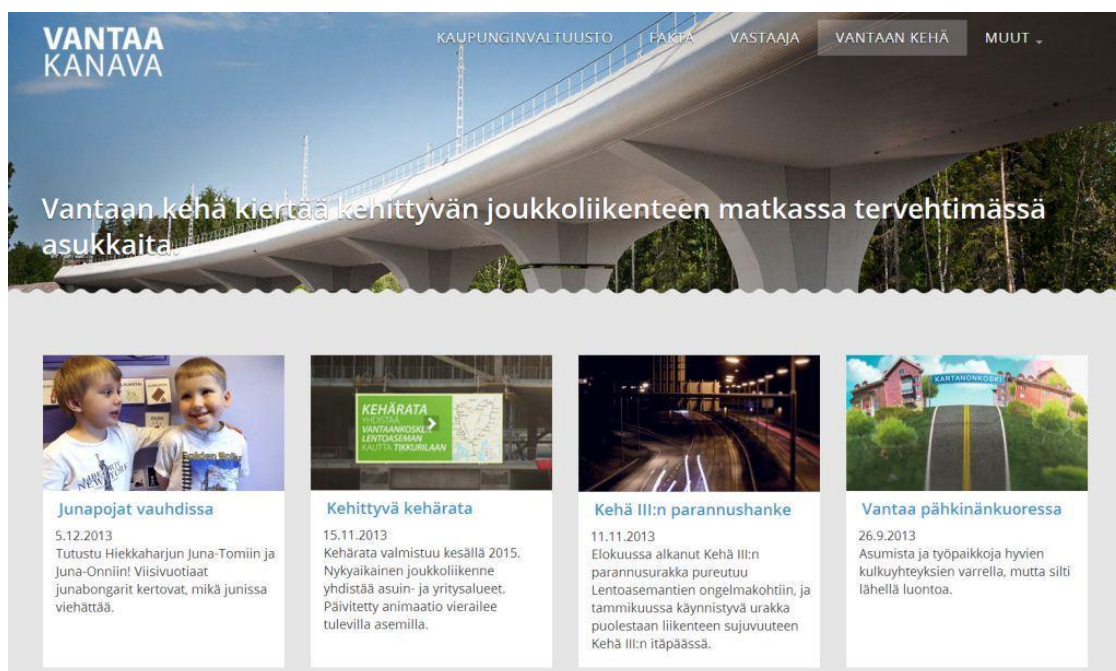 VANTAA
KANAVA
KAUPUNGINVALTUUSTO FAKTA VASTAAJA VANTAAN KEHÄ MUUT
Vantaan kehä kiertää kehittyvän joukkoliikenteen matkassa tervehtimässä
asukkaita.
KEHÄRATA
YHDISTÄÄ
VANTAANKOSKEN
LENTOASEMAN
KAUTTA TIKKURILAAN
KARTANONKOSKI
Junapojat vauhdissa
5.12.2013
Tutustu Hiekkaharjun Juna-Tomiin ja
Juna-Onniin! Viisivuotiaat
junabongarit kertovat, mikä junissa
viehättää.
Kehittyvä kehärata
15.11.2013
Kehärata valmistuu kesällä 2015.
Nykyaikainen joukkoliikenne
yhdistää asuin- ja yritysalueet.
Päivitetty animaatio vierailee
tulevilla asemilla.
Kehä III:n parannushanke
11.11.2013
Elokuussa alkanut Kehä III:n
parannusurakka pureutuu
Lentoasemantien ongelmakohtiin, ja
tammikuussa käynnistyvä urakka
puolestaan liikenteen sujuvuuteen
Kehä III:n itäpäässä.
Vantaa pähkinänkuoressa
26.9.2013
Asumista ja työpaikkoja hyvien
kulkuyhteyksien varrella, mutta silti
lähellä luontoa.